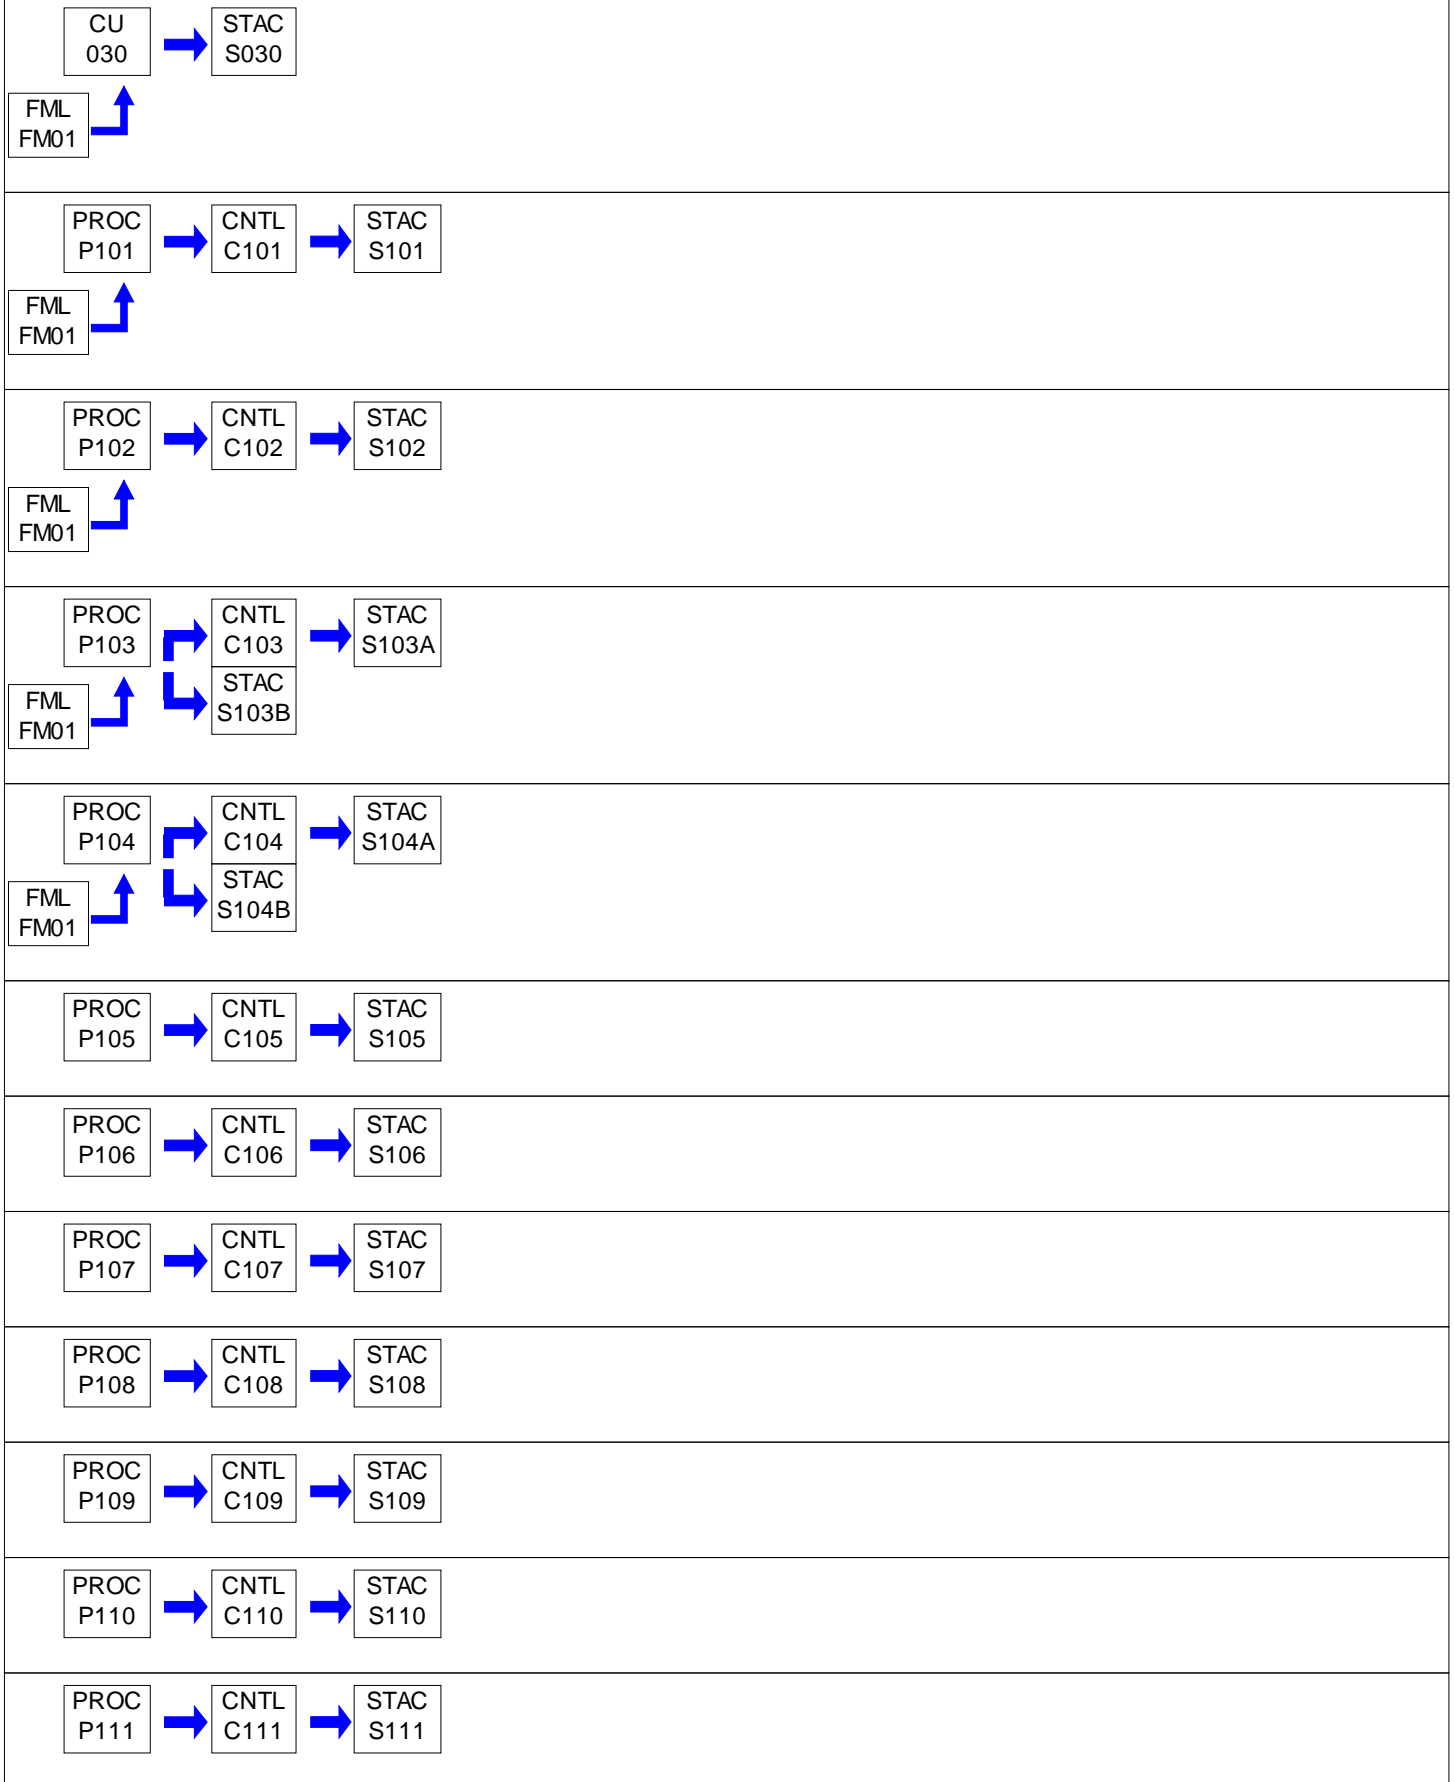 CU
030
STAC
S030
FML
FM01
PROC
P101
CNTL
C101
STAC
S101
FML
FM01
PROC
P102
CNTL
C102
STAC
S102
FML
FM01
PROC
P103
CNTL
C103
STAC
S103A
STAC
S103B
FML
FM01
PROC
P104
CNTL
C104
STAC
S104A
STAC
S104B
FML
FM01
PROC
P105
CNTL
C105
STAC
S105
PROC
P106
CNTL
C106
STAC
S106
PROC
P107
CNTL
C107
STAC
S107
PROC
P108
CNTL
C108
STAC
S108
PROC
P109
CNTL
C109
STAC
S109
PROC
P110
CNTL
C110
STAC
S110
PROC
P111
CNTL
C111
STAC
S111